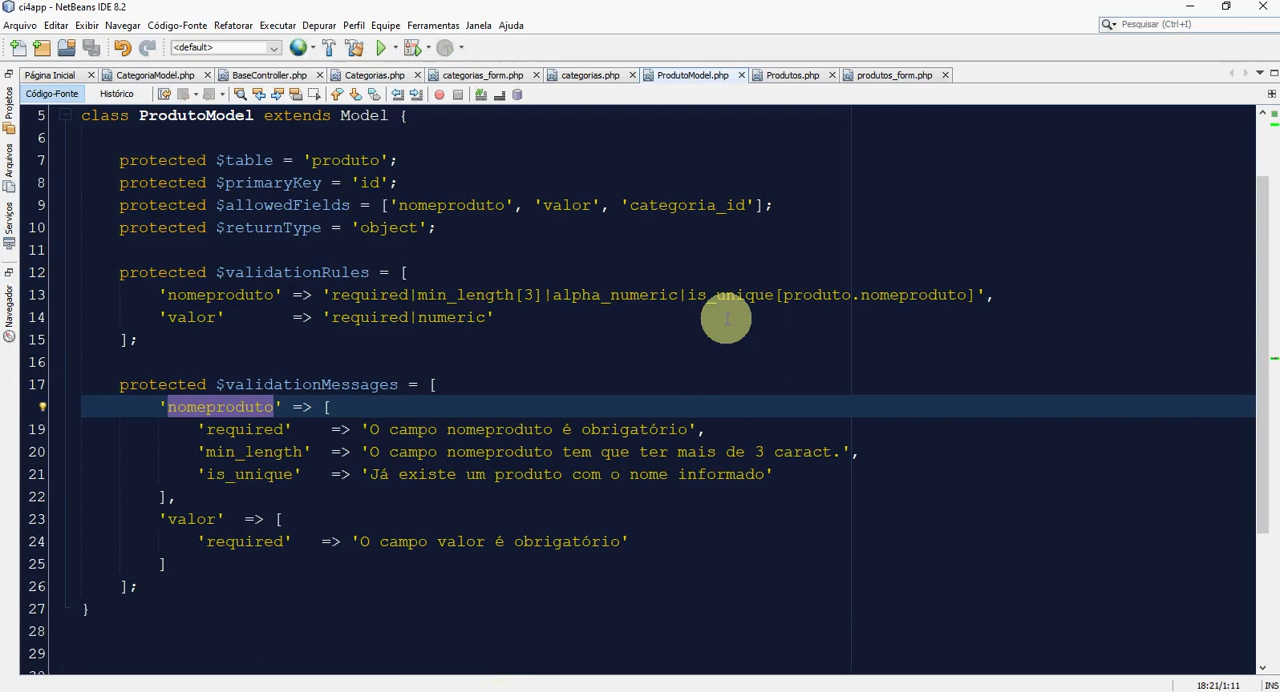 ci4app - NetBeans IDE 8.2
Arquivo Editar Exibir Navegar Código-Fonte Refatorar Executar Depurar Perfil Equipe Ferramentas Janela Ajuda
Pesquisar (Ctrl+I)
<default>
Página Inicial CategoriaModel.php BaseController.php Categorias.php categorias_form.php categorias.php ProdutoModel.php Produtos.php produtos_form.php
Código-Fonte Histórico
Projetos
Arquivos
Serviços
Navegador
5 class ProdutoModel extends Model {
6
7 protected $table = 'produto';
8 protected $primaryKey = 'id';
9 protected $allowedFields = ['nomeproduto', 'valor', 'categoria_id'];
10 protected $returnType = 'object';
11
12 protected $validationRules = [
13 'nomeproduto' => 'required|min_length[3]|alpha_numeric|is_unique[produto.nomeproduto]',
14 'valor' => 'required|numeric'
15 ];
16
17 protected $validationMessages = [
'nomeproduto' => [
19 'required' => 'O campo nomeproduto é obrigatório',
20 'min_length' => 'O campo nomeproduto tem que ter mais de 3 caract.',
21 'is_unique' => 'Já existe um produto com o nome informado'
22 ],
23 'valor' => [
24 'required' => 'O campo valor é obrigatório'
25 ]
26 ];
27 }
28
29
18:21/1:11 INS